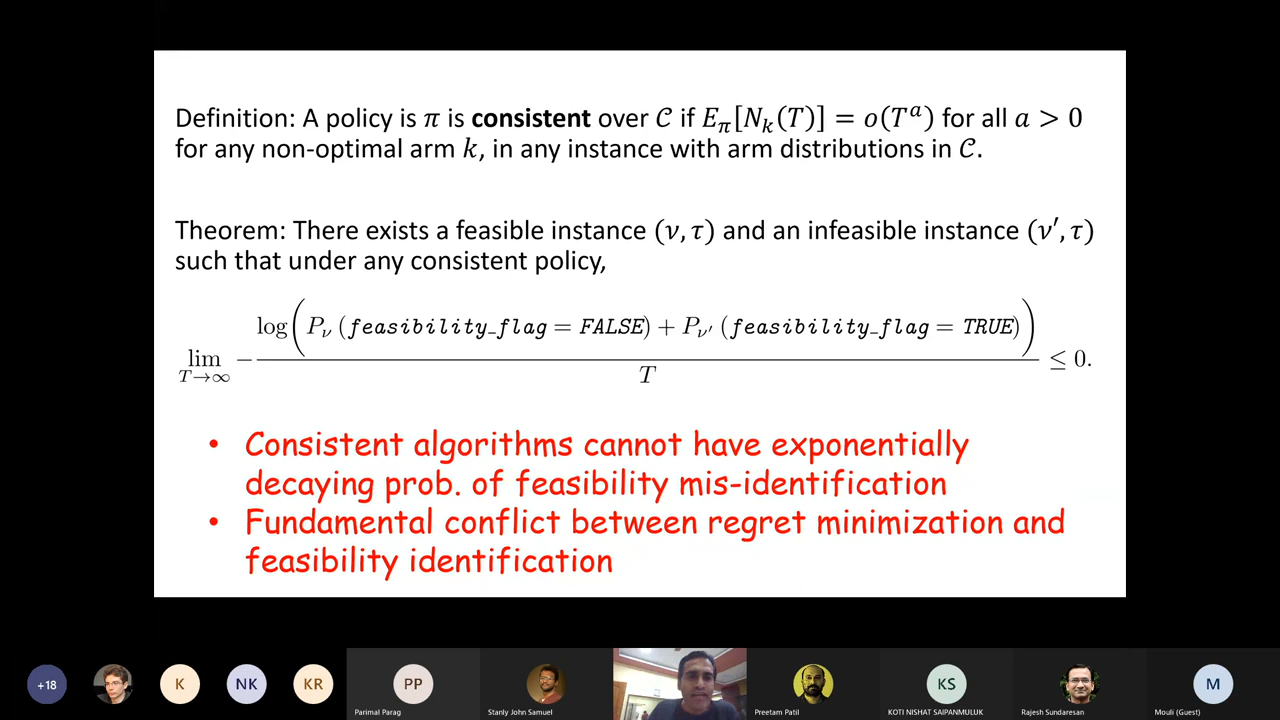 Definition: A policy is π is consistent over 𝒞 if E_π[N_k(T)] = o(T^a) for all a > 0
for any non-optimal arm k, in any instance with arm distributions in 𝒞.
Theorem: There exists a feasible instance (ν, τ) and an infeasible instance (ν′, τ)
such that under any consistent policy,
lim_{T→∞} − log(P_ν (feasibility_flag = FALSE) + P_ν′ (feasibility_flag = TRUE)) / T ≤ 0.
• Consistent algorithms cannot have exponentially
decaying prob. of feasibility mis-identification
• Fundamental conflict between regret minimization and
feasibility identification
+18
K
NK
KR
PP
Parimal Parag
Stanly John Samuel
Preetam Patil
KS
KOTI NISHAT SAIPANMULUK
Rajesh Sundaresan
M
Mouli (Guest)